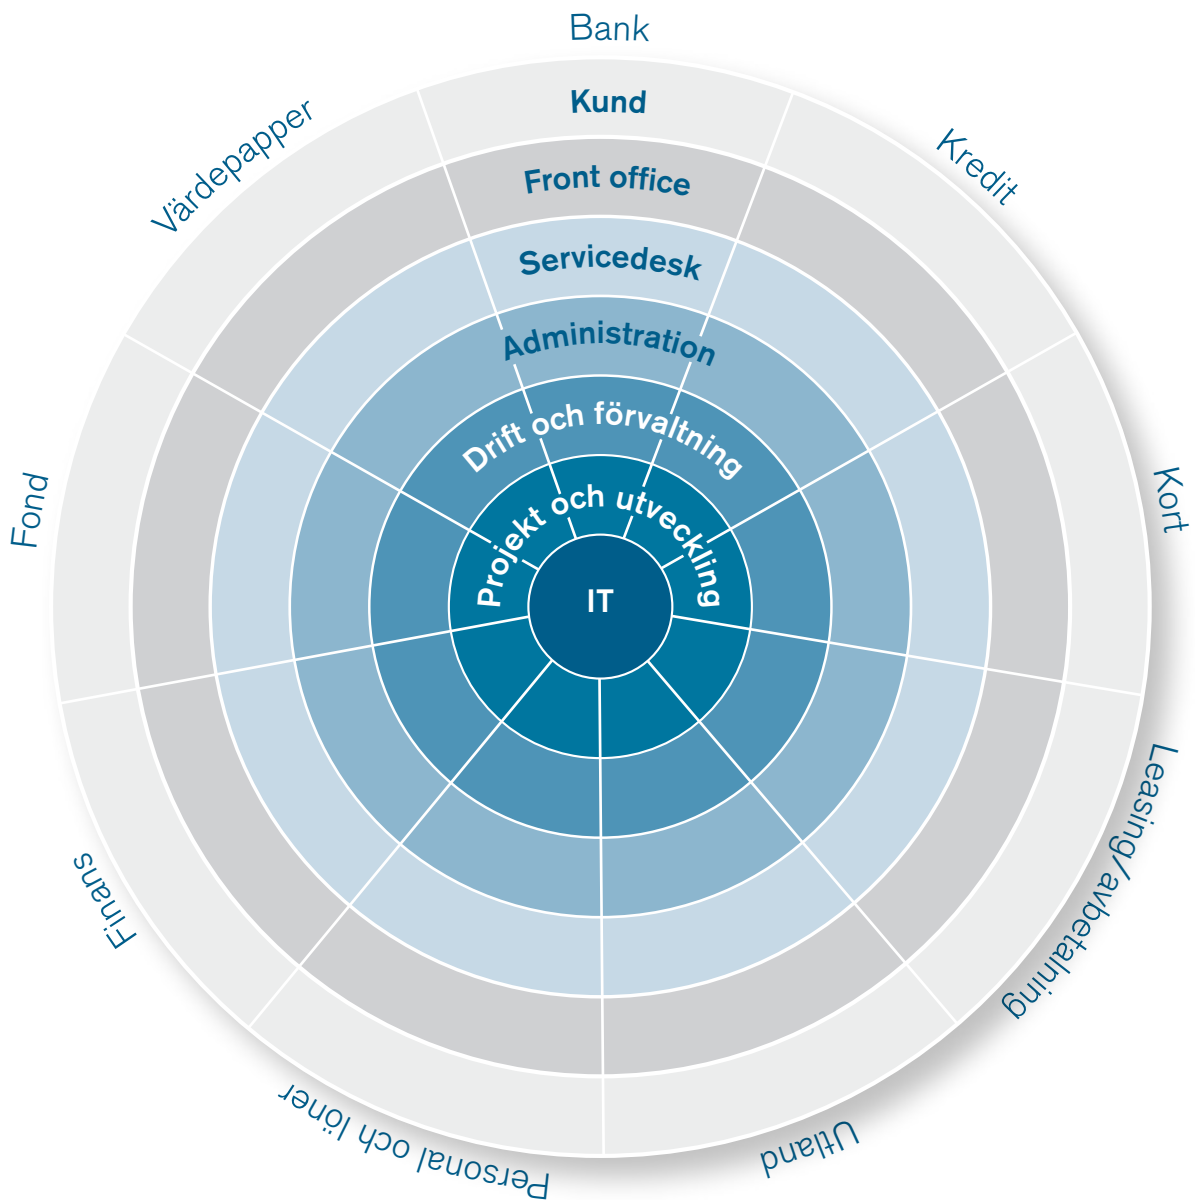 Bank
Kredit
Kort
Leasing/avbetalning
Utland
Personal och löner
Finans
Fond
Värdepapper
Kund
Front office
Servicedesk
Administration
Drift och förvaltning
Projekt och utveckling
IT